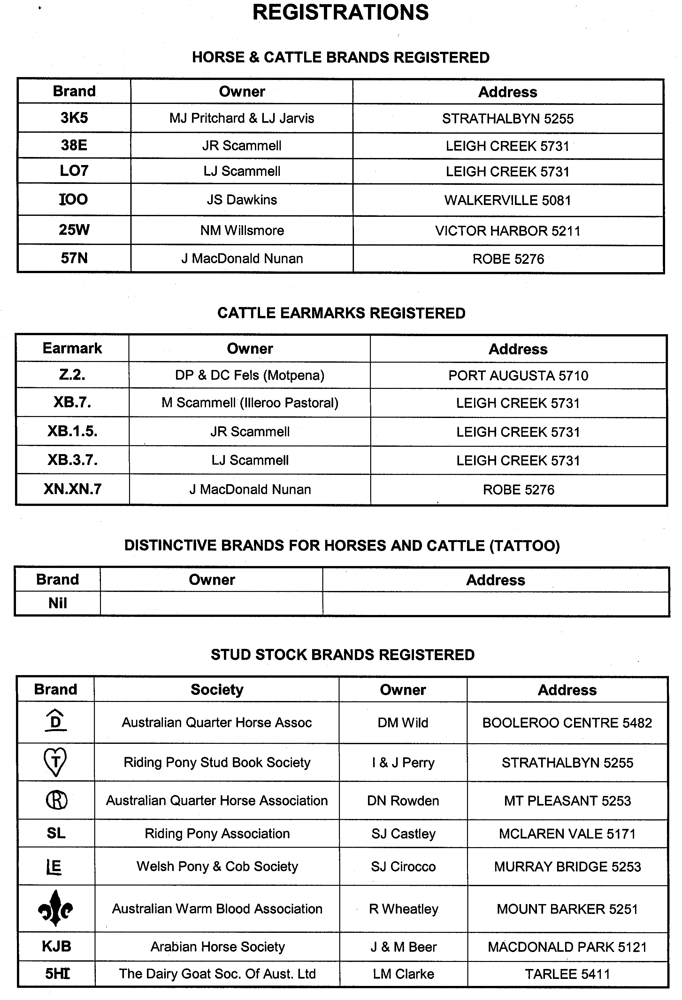 REGISTRATIONS
HORSE & CATTLE BRANDS REGISTERED
Brand Owner Address
3K5 MJ Pritchard & LJ Jarvis STRATHALBYN 5255
38E JR Scammell LEIGH CREEK 5731
LO7 LJ Scammell LEIGH CREEK 5731
IOO JS Dawkins WALKERVILLE 5081
25W NM Willsmore VICTOR HARBOR 5211
57N J MacDonald Nunan ROBE 5276
CATTLE EARMARKS REGISTERED
Earmark Owner Address
Z.2. DP & DC Fels (Motpena) PORT AUGUSTA 5710
XB.7. M Scammell (Illeroo Pastoral) LEIGH CREEK 5731
XB.1.5. JR Scammell LEIGH CREEK 5731
XB.3.7. LJ Scammell LEIGH CREEK 5731
XN.XN.7 J MacDonald Nunan ROBE 5276
DISTINCTIVE BRANDS FOR HORSES AND CATTLE (TATTOO)
Brand Owner Address
Nil
STUD STOCK BRANDS REGISTERED
Brand Society Owner Address
D Australian Quarter Horse Assoc DM Wild BOOLEROO CENTRE 5482
T Riding Pony Stud Book Society I & J Perry STRATHALBYN 5255
R Australian Quarter Horse Association DN Rowden MT PLEASANT 5253
SL Riding Pony Association SJ Castley MCLAREN VALE 5171
LE Welsh Pony & Cob Society SJ Cirocco MURRAY BRIDGE 5253
Australian Warm Blood Association R Wheatley MOUNT BARKER 5251
KJB Arabian Horse Society J & M Beer MACDONALD PARK 5121
5HI The Dairy Goat Soc. Of Aust. Ltd LM Clarke TARLEE 5411